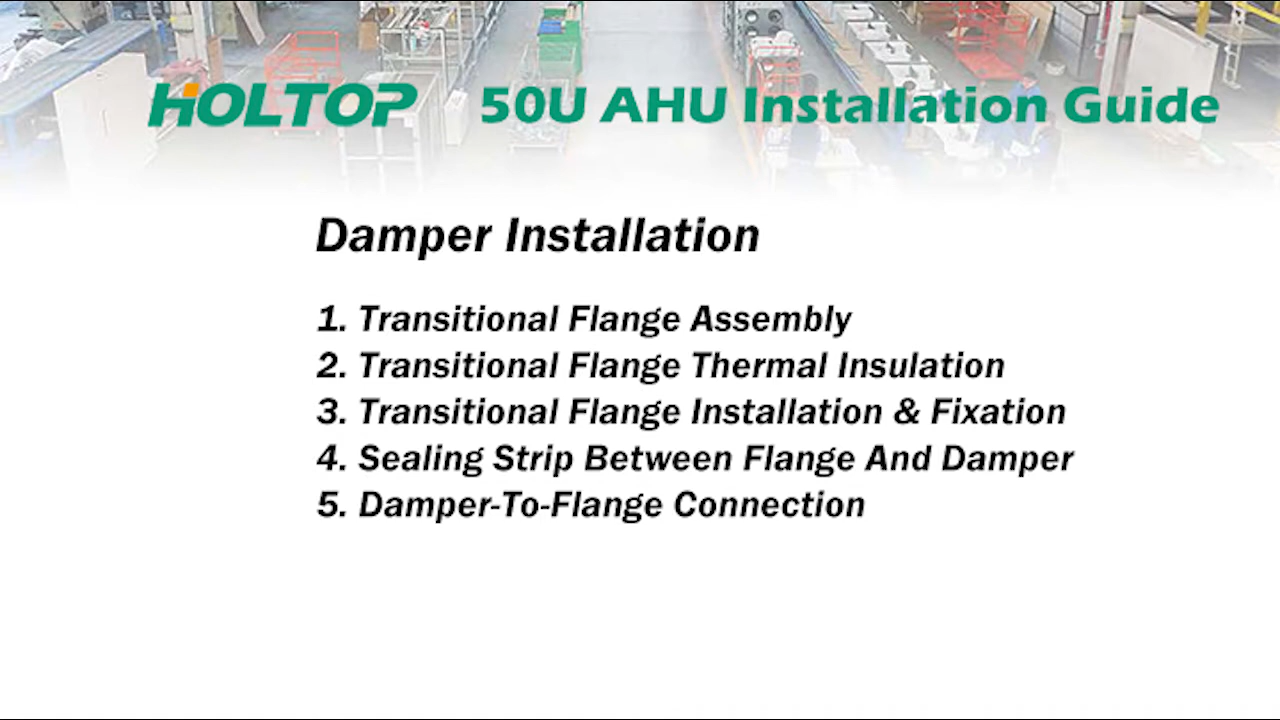 HOLTOP 50U AHU Installation Guide
Damper Installation
1. Transitional Flange Assembly
2. Transitional Flange Thermal Insulation
3. Transitional Flange Installation & Fixation
4. Sealing Strip Between Flange And Damper
5. Damper-To-Flange Connection